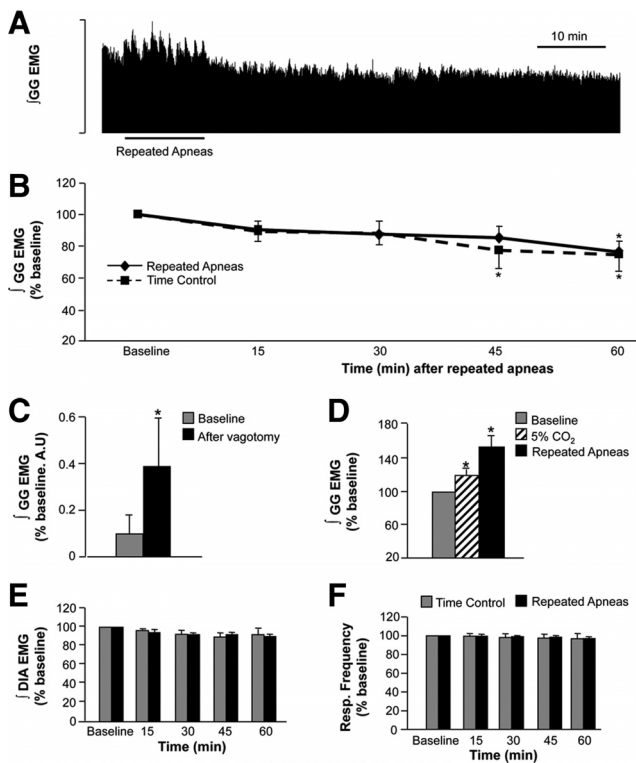 A
10 min
∫GG EMG
Repeated Apneas
B
120
100
80
60
40
20
∫ GG EMG
(% baseline)
Repeated Apneas
Time Control
*
*
*
Baseline
15
30
45
60
Time (min) after repeated apneas
C
0.6
0.4
0.2
0
∫ GG EMG
(% baseline. A.U)
*
Baseline
After vagotomy
D
180
140
100
60
20
∫ GG EMG
(% baseline)
*
*
Baseline
5% CO₂
Repeated Apneas
E
120
100
80
60
40
20
0
∫ DIA EMG
(% baseline)
Baseline
15
30
45
60
Time (min)
F
Time Control
Repeated Apneas
120
100
80
60
40
20
0
Resp. Frequency
(% baseline)
Baseline
15
30
45
60
Time (min)